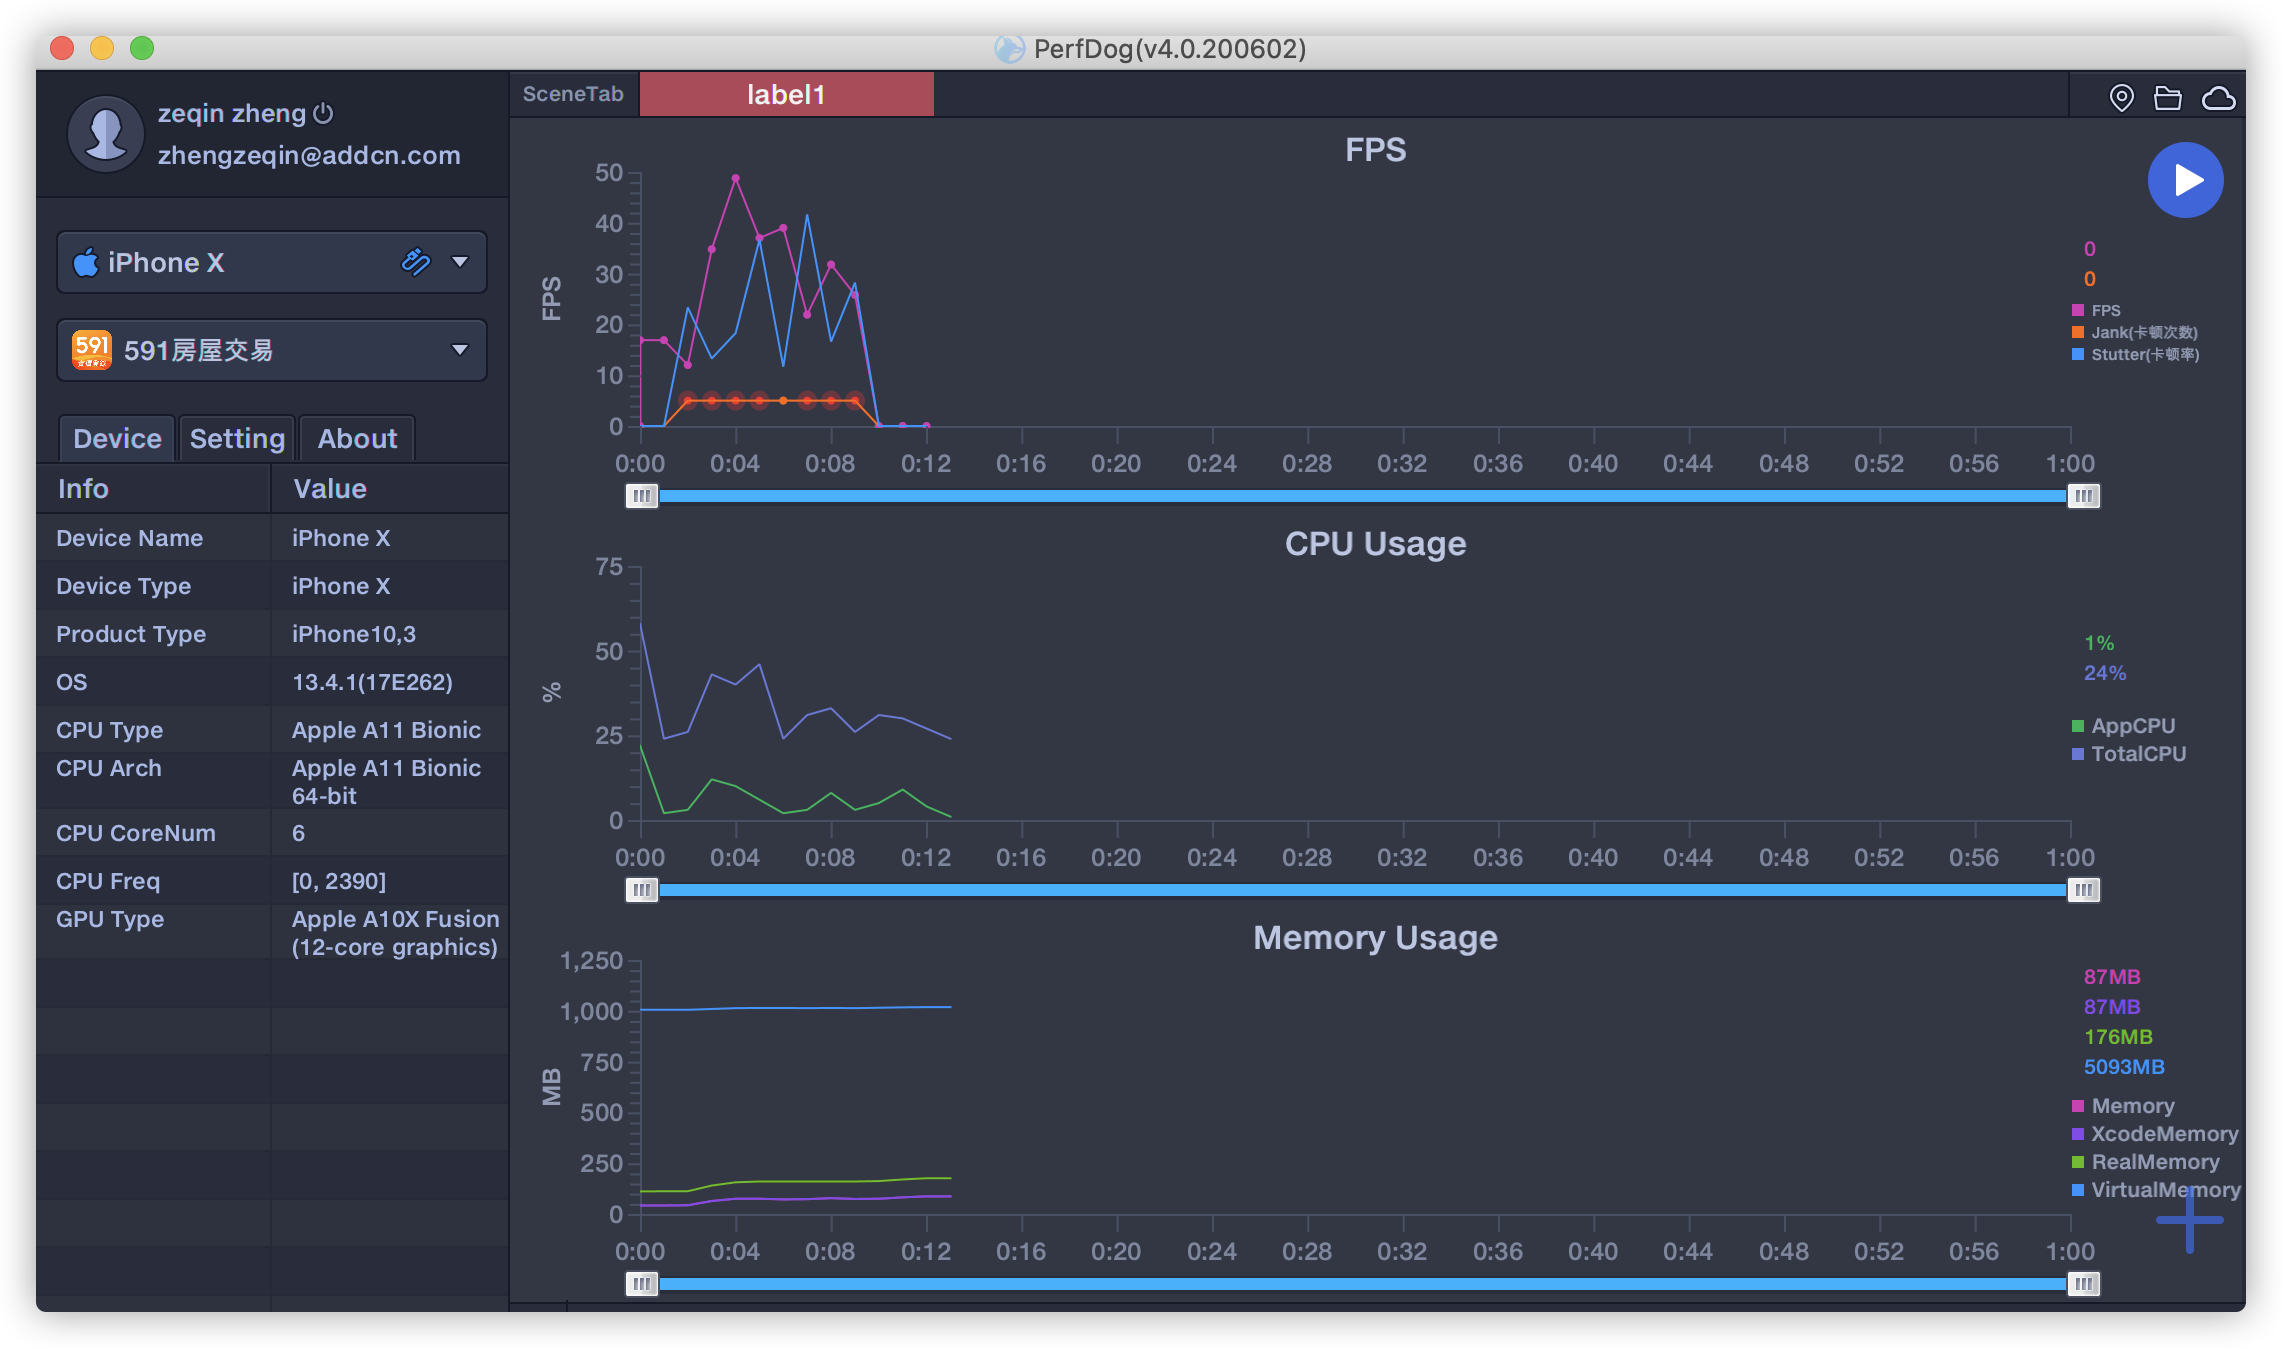 PerfDog(v4.0.200602)
zeqin zheng
zhengzeqin@addcn.com
iPhone X
591
591房屋交易
Device Setting About
Info Value
Device Name iPhone X
Device Type iPhone X
Product Type iPhone10,3
OS 13.4.1(17E262)
CPU Type Apple A11 Bionic
CPU Arch Apple A11 Bionic
64-bit
CPU CoreNum 6
CPU Freq [0, 2390]
GPU Type Apple A10X Fusion
(12-core graphics)
SceneTab label1
FPS
FPS
50
40
30
20
10
0
0:00 0:04 0:08 0:12 0:16 0:20 0:24 0:28 0:32 0:36 0:40 0:44 0:48 0:52 0:56 1:00
0
0
FPS
Jank(卡顿次数)
Stutter(卡顿率)
CPU Usage
%
75
50
25
0
0:00 0:04 0:08 0:12 0:16 0:20 0:24 0:28 0:32 0:36 0:40 0:44 0:48 0:52 0:56 1:00
1%
24%
AppCPU
TotalCPU
Memory Usage
MB
1,250
1,000
750
500
250
0
0:00 0:04 0:08 0:12 0:16 0:20 0:24 0:28 0:32 0:36 0:40 0:44 0:48 0:52 0:56 1:00
87MB
87MB
176MB
5093MB
Memory
XcodeMemory
RealMemory
VirtualMemory